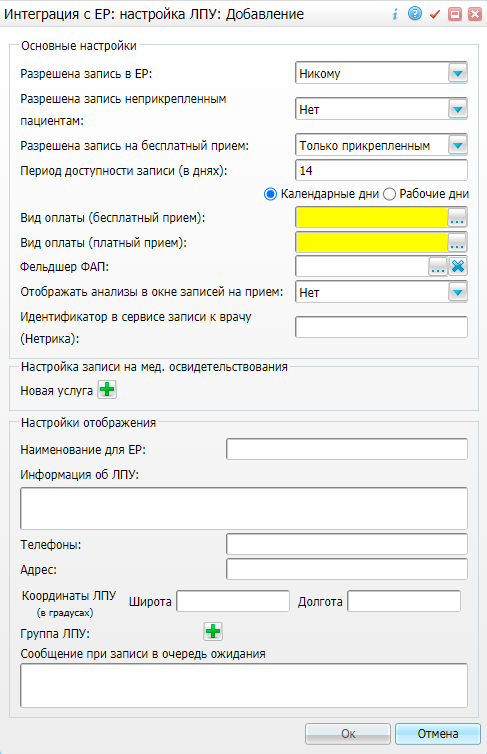 Интеграция с ЕР: настройка ЛПУ: Добавление
Основные настройки
Разрешена запись в ЕР: Никому
Разрешена запись неприкрепленным
пациентам: Нет
Разрешена запись на бесплатный прием: Только прикрепленным
Период доступности записи (в днях): 14
Календарные дни Рабочие дни
Вид оплаты (бесплатный прием): ...
Вид оплаты (платный прием): ...
Фельдшер ФАП: ...
Отображать анализы в окне записей на прием: Нет
Идентификатор в сервисе записи к врачу
(Нетрика):
Настройка записи на мед. освидетельствования
Новая услуга
Настройки отображения
Наименование для ЕР:
Информация об ЛПУ:
Телефоны:
Адрес:
Координаты ЛПУ Широта Долгота
(в градусах)
Группа ЛПУ:
Сообщение при записи в очередь ожидания
Ок Отмена